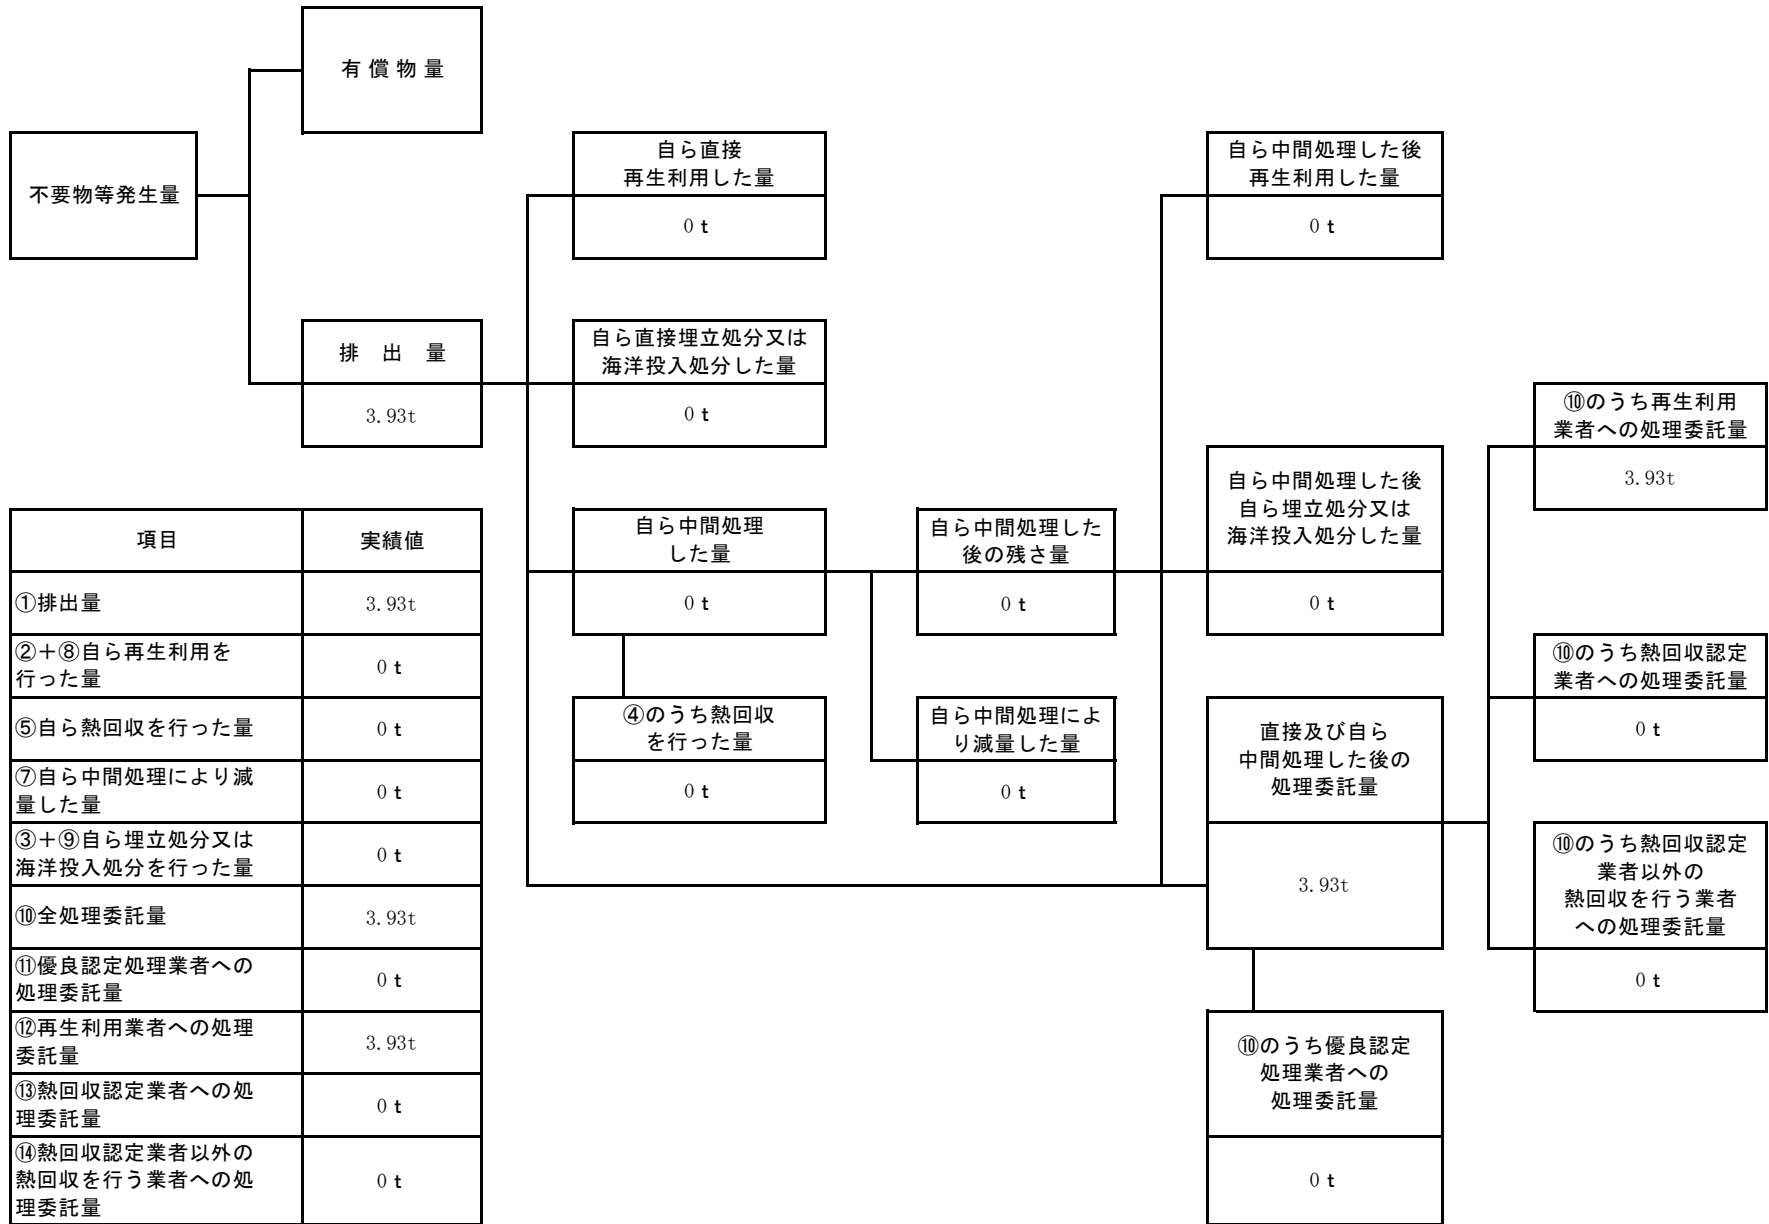 有 償 物 量
不要物等発生量
自ら直接
再生利用した量
0 t
自ら中間処理した後
再生利用した量
0 t
排 出 量
3.93t
自ら直接埋立処分又は
海洋投入処分した量
0 t
⑩のうち再生利用
業者への処理委託量
3.93t
自ら中間処理
した量
0 t
自ら中間処理した
後の残さ量
0 t
自ら中間処理した後
自ら埋立処分又は
海洋投入処分した量
0 t
④のうち熱回収
を行った量
0 t
自ら中間処理によ
り減量した量
0 t
直接及び自ら
中間処理した後の
処理委託量
3.93t
⑩のうち熱回収認定
業者への処理委託量
0 t
⑩のうち熱回収認定
業者以外の
熱回収を行う業者
への処理委託量
0 t
⑩のうち優良認定
処理業者への
処理委託量
0 t
項目 実績値
①排出量 3.93t
②+⑧自ら再生利用を
行った量 0 t
⑤自ら熱回収を行った量 0 t
⑦自ら中間処理により減
量した量 0 t
③+⑨自ら埋立処分又は
海洋投入処分を行った量 0 t
⑩全処理委託量 3.93t
⑪優良認定処理業者への
処理委託量 0 t
⑫再生利用業者への処理
委託量 3.93t
⑬熱回収認定業者への処
理委託量 0 t
⑭熱回収認定業者以外の
熱回収を行う業者への処
理委託量 0 t